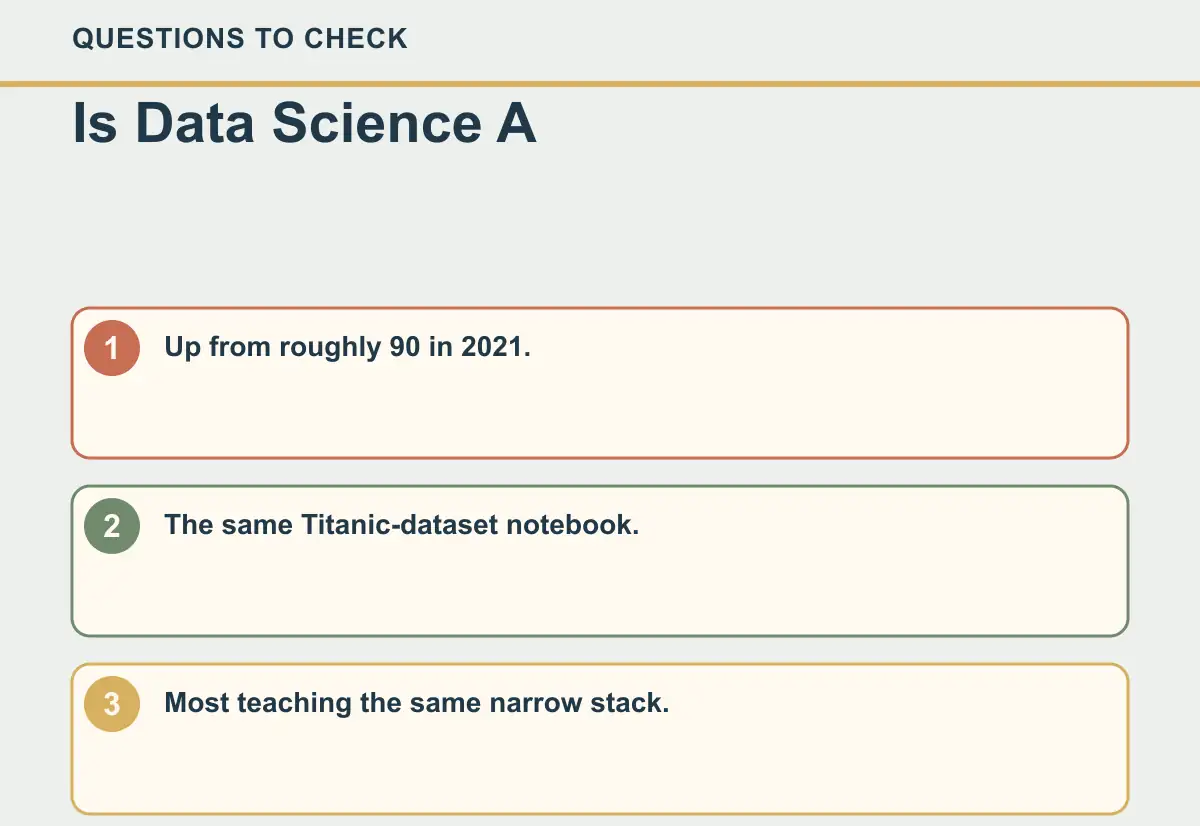 QUESTIONS TO CHECK
Is Data Science A
1 Up from roughly 90 in 2021.
2 The same Titanic-dataset notebook.
3 Most teaching the same narrow stack.